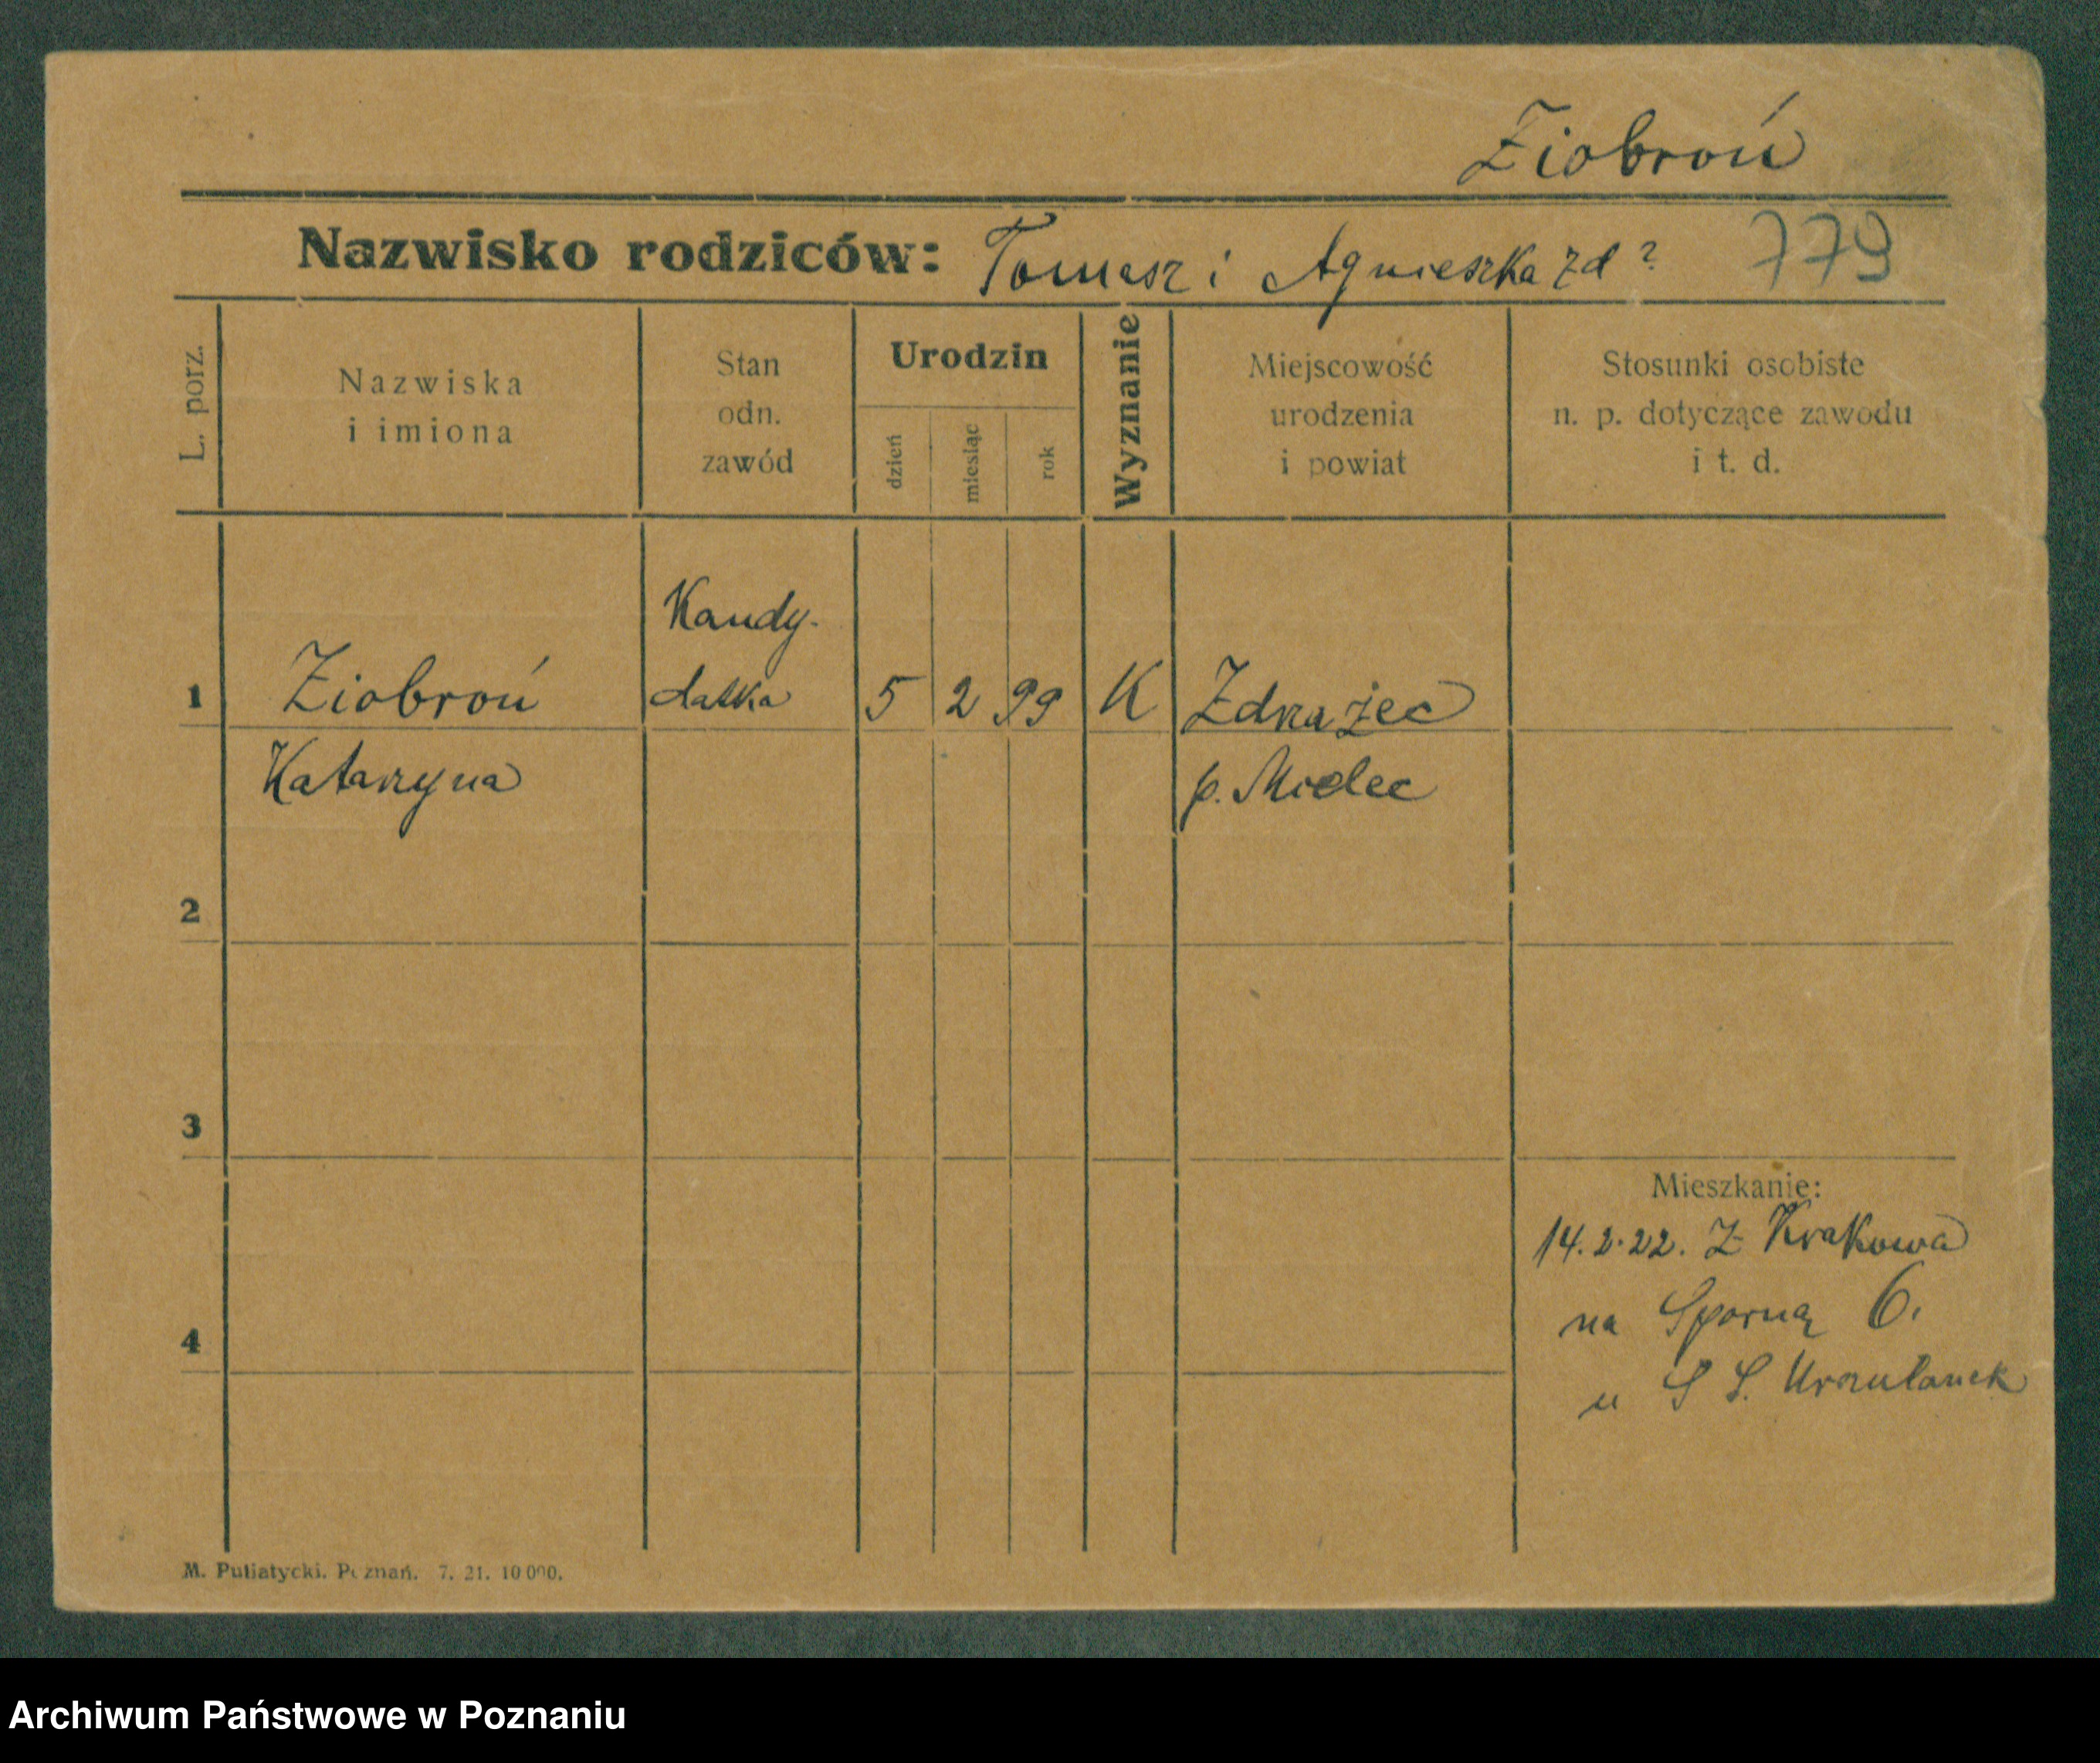 Ziobroń
Nazwisko rodziców: Tomasz i Agnieszka zd ? 779
L. porz.
Nazwiska
i imiona
Stan
odn.
zawód
Urodzin
dzień
miesiąc
rok
Wyznanie
Miejscowość
urodzenia
i powiat
Stosunki osobiste
n. p. dotyczące zawodu
i t. d.
Kandy-
1 Ziobroń datka 5 2 99 K Zdrażec
Katarzyna p. Mielec
2
3
Mieszkanie:
14.2.22. Z Krakowa
na Sporną 6.
4
u S S. Urszulanek
M. Putiatycki. Poznań. 7. 21. 10 000.
Archiwum Państwowe w Poznaniu